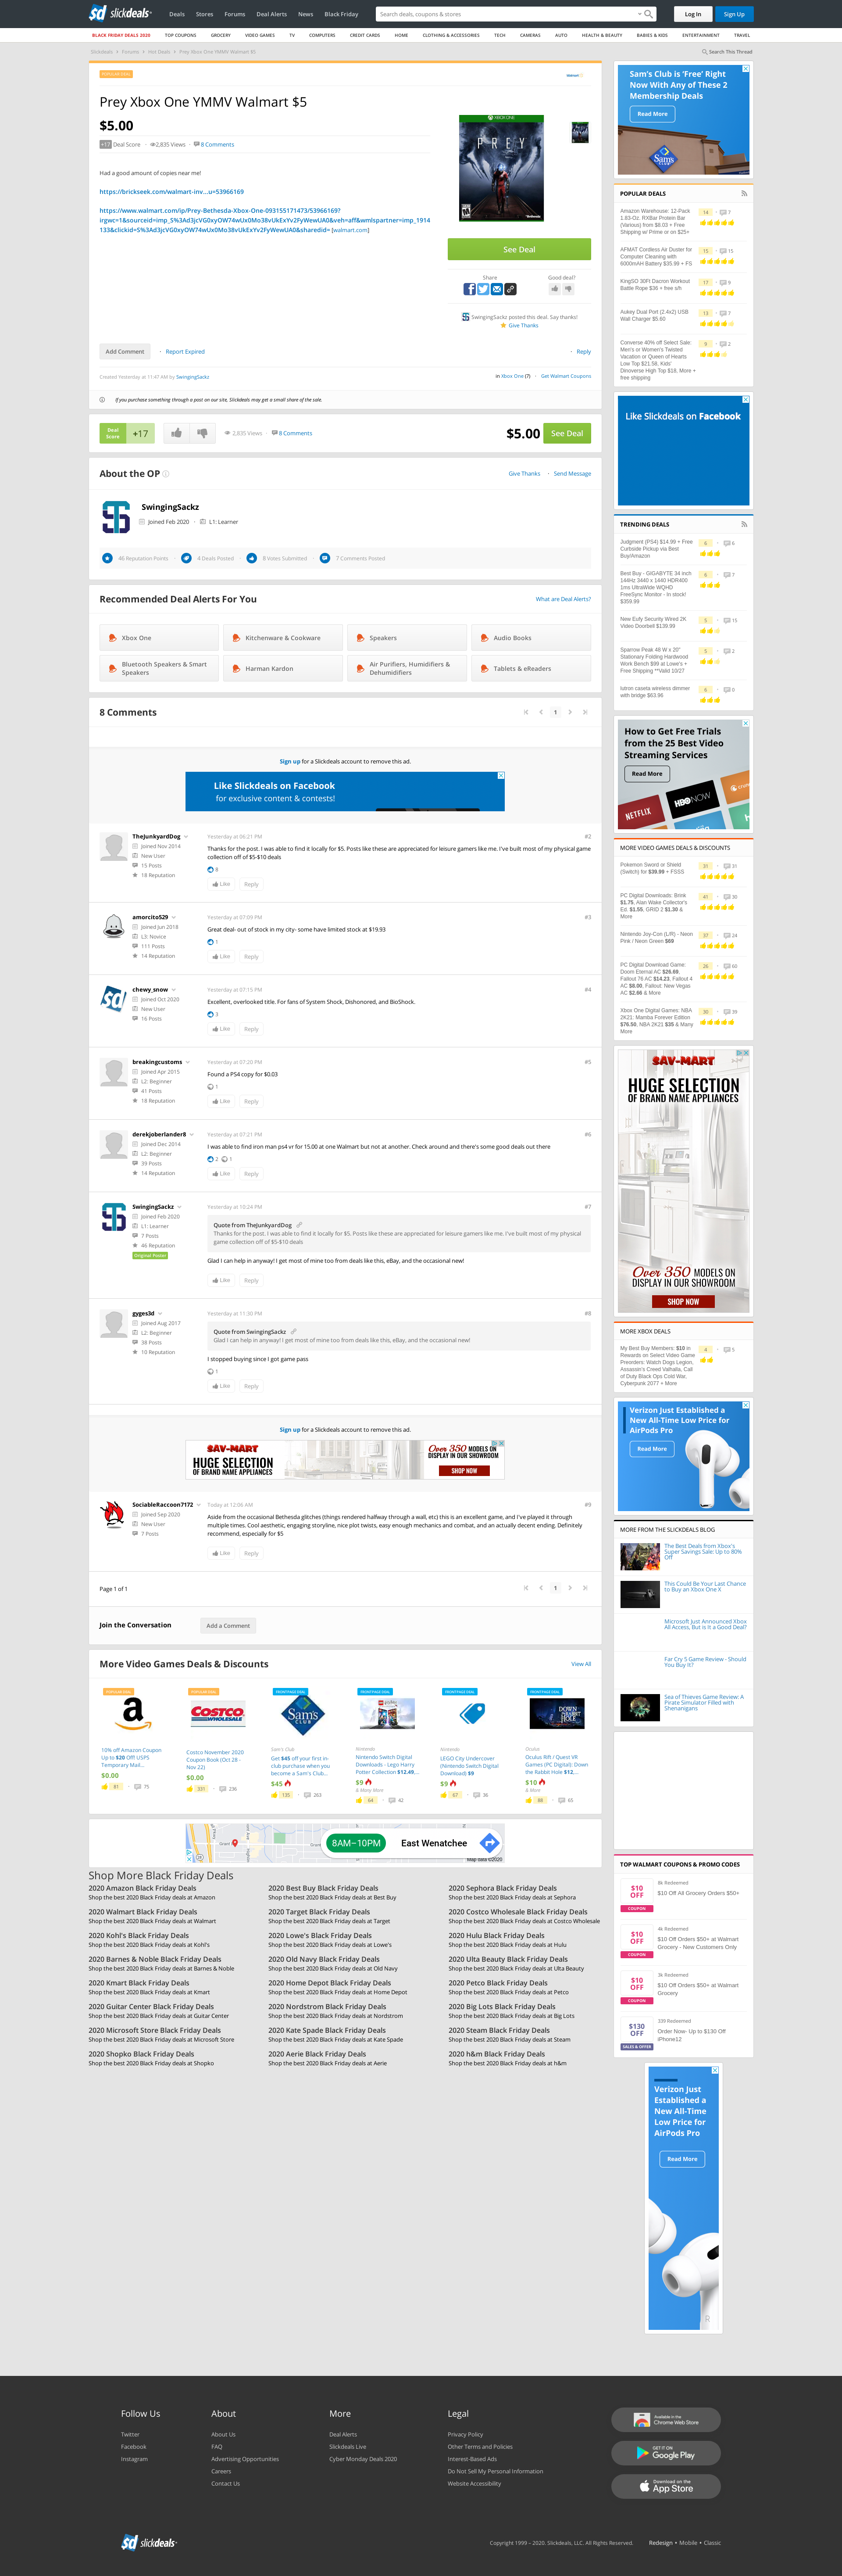 slickdeals
Deals Stores Forums Deal Alerts News Black Friday
Search deals, coupons & stores
Log In Sign Up
BLACK FRIDAY DEALS 2020 TOP COUPONS GROCERY VIDEO GAMES TV COMPUTERS CREDIT CARDS HOME CLOTHING & ACCESSORIES TECH CAMERAS AUTO HEALTH & BEAUTY BABIES & KIDS ENTERTAINMENT TRAVEL
Slickdeals Forums Hot Deals Prey Xbox One YMMV Walmart $5
Search This Thread
POPULAR DEAL
Walmart
Prey Xbox One YMMV Walmart $5
$5.00
+17 Deal Score 2,835 Views 8 Comments
Had a good amount of copies near me!
https://brickseek.com/walmart-inv...u=53966169
https://www.walmart.com/ip/Prey-Bethesda-Xbox-One-093155171473/53966169?
irgwc=1&sourceid=imp_S%3Ad3jcVG0xyOW74wUx0Mo38vUkExYv2FyWewUA0&veh=aff&wmlspartner=imp_1914
133&clickid=S%3Ad3jcVG0xyOW74wUx0Mo38vUkExYv2FyWewUA0&sharedid= [walmart.com]
XBOX ONE
PREY
See Deal
Share Good deal?
SwingingSackz posted this deal. Say thanks!
Give Thanks
Add Comment Report Expired Reply
Created Yesterday at 11:47 AM by SwingingSackz
in Xbox One (7) Get Walmart Coupons
If you purchase something through a post on our site, Slickdeals may get a small share of the sale.
Deal Score +17 2,835 Views 8 Comments $5.00 See Deal
About the OP
Give Thanks Send Message
SwingingSackz
Joined Feb 2020 L1: Learner
46 Reputation Points 4 Deals Posted 8 Votes Submitted 7 Comments Posted
Recommended Deal Alerts For You
What are Deal Alerts?
Xbox One Kitchenware & Cookware Speakers Audio Books
Bluetooth Speakers & Smart Speakers Harman Kardon Air Purifiers, Humidifiers & Dehumidifiers Tablets & eReaders
8 Comments
1
Sign up for a Slickdeals account to remove this ad.
Like Slickdeals on Facebook
for exclusive content & contests!
TheJunkyardDog
Joined Nov 2014
New User
15 Posts
18 Reputation
Yesterday at 06:21 PM #2
Thanks for the post. I was able to find it locally for $5. Posts like these are appreciated for leisure gamers like me. I've built most of my physical game
collection off of $5-$10 deals
8
Like Reply
amorcito529
Joined Jun 2018
L3: Novice
111 Posts
14 Reputation
Yesterday at 07:09 PM #3
Great deal- out of stock in my city- some have limited stock at $19.93
1
Like Reply
chewy_snow
Joined Oct 2020
New User
16 Posts
Yesterday at 07:15 PM #4
Excellent, overlooked title. For fans of System Shock, Dishonored, and BioShock.
3
Like Reply
breakingcustoms
Joined Apr 2015
L2: Beginner
41 Posts
18 Reputation
Yesterday at 07:20 PM #5
Found a PS4 copy for $0.03
1
Like Reply
derekjoberlander8
Joined Dec 2014
L2: Beginner
39 Posts
14 Reputation
Yesterday at 07:21 PM #6
I was able to find iron man ps4 vr for 15.00 at one Walmart but not at another. Check around and there's some good deals out there
2 1
Like Reply
SwingingSackz
Joined Feb 2020
L1: Learner
7 Posts
46 Reputation
Original Poster
Yesterday at 10:24 PM #7
Quote from TheJunkyardDog
Thanks for the post. I was able to find it locally for $5. Posts like these are appreciated for leisure gamers like me. I've built most of my physical
game collection off of $5-$10 deals
Glad I can help in anyway! I get most of mine too from deals like this, eBay, and the occasional new!
Like Reply
gyges3d
Joined Aug 2017
L2: Beginner
38 Posts
10 Reputation
Yesterday at 11:30 PM #8
Quote from SwingingSackz
Glad I can help in anyway! I get most of mine too from deals like this, eBay, and the occasional new!
I stopped buying since I got game pass
1
Like Reply
Sign up for a Slickdeals account to remove this ad.
SAV-MART
HUGE SELECTION
OF BRAND NAME APPLIANCES
Over 350 MODELS ON
DISPLAY IN OUR SHOWROOM
SHOP NOW
SociableRaccoon7172
Joined Sep 2020
New User
7 Posts
Today at 12:06 AM #9
Aside from the occasional Bethesda glitches (things rendered halfway through a wall, etc) this is an excellent game, and I've played it through
multiple times. Cool aesthetic, engaging storyline, nice plot twists, easy enough mechanics and combat, and an actually decent ending. Definitely
recommend, especially for $5
Like Reply
Page 1 of 1
1
Join the Conversation Add a Comment
More Video Games Deals & Discounts
View All
POPULAR DEAL
10% off Amazon Coupon
Up to $20 Off! USPS
Temporary Mail...
$0.00
81 75
POPULAR DEAL
COSTCO WHOLESALE
Costco November 2020
Coupon Book (Oct 28 -
Nov 22)
$0.00
331 236
FRONTPAGE DEAL
Sam's CLUB
Sam's Club
Get $45 off your first in-
club purchase when you
become a Sam's Club...
$45
135 263
FRONTPAGE DEAL
Nintendo
Nintendo Switch Digital
Downloads - Lego Harry
Potter Collection $12.49,...
$9
& Many More
64 42
FRONTPAGE DEAL
Nintendo
LEGO City Undercover
(Nintendo Switch Digital
Download) $9
$9
67 36
FRONTPAGE DEAL
DOWN
Oculus
Oculus Rift / Quest VR
Games (PC Digital): Down
the Rabbit Hole $12,...
$10
& More
88 65
8AM–10PM East Wenatchee
Map data ©2020
Shop More Black Friday Deals
2020 Amazon Black Friday Deals
Shop the best 2020 Black Friday deals at Amazon
2020 Best Buy Black Friday Deals
Shop the best 2020 Black Friday deals at Best Buy
2020 Sephora Black Friday Deals
Shop the best 2020 Black Friday deals at Sephora
2020 Walmart Black Friday Deals
Shop the best 2020 Black Friday deals at Walmart
2020 Target Black Friday Deals
Shop the best 2020 Black Friday deals at Target
2020 Costco Wholesale Black Friday Deals
Shop the best 2020 Black Friday deals at Costco Wholesale
2020 Kohl's Black Friday Deals
Shop the best 2020 Black Friday deals at Kohl's
2020 Lowe's Black Friday Deals
Shop the best 2020 Black Friday deals at Lowe's
2020 Hulu Black Friday Deals
Shop the best 2020 Black Friday deals at Hulu
2020 Barnes & Noble Black Friday Deals
Shop the best 2020 Black Friday deals at Barnes & Noble
2020 Old Navy Black Friday Deals
Shop the best 2020 Black Friday deals at Old Navy
2020 Ulta Beauty Black Friday Deals
Shop the best 2020 Black Friday deals at Ulta Beauty
2020 Kmart Black Friday Deals
Shop the best 2020 Black Friday deals at Kmart
2020 Home Depot Black Friday Deals
Shop the best 2020 Black Friday deals at Home Depot
2020 Petco Black Friday Deals
Shop the best 2020 Black Friday deals at Petco
2020 Guitar Center Black Friday Deals
Shop the best 2020 Black Friday deals at Guitar Center
2020 Nordstrom Black Friday Deals
Shop the best 2020 Black Friday deals at Nordstrom
2020 Big Lots Black Friday Deals
Shop the best 2020 Black Friday deals at Big Lots
2020 Microsoft Store Black Friday Deals
Shop the best 2020 Black Friday deals at Microsoft Store
2020 Kate Spade Black Friday Deals
Shop the best 2020 Black Friday deals at Kate Spade
2020 Steam Black Friday Deals
Shop the best 2020 Black Friday deals at Steam
2020 Shopko Black Friday Deals
Shop the best 2020 Black Friday deals at Shopko
2020 Aerie Black Friday Deals
Shop the best 2020 Black Friday deals at Aerie
2020 h&m Black Friday Deals
Shop the best 2020 Black Friday deals at h&m
Sam's Club is 'Free' Right
Now With Any of These 2
Membership Deals
Read More
POPULAR DEALS
Amazon Warehouse: 12-Pack
1.83-Oz. RXBar Protein Bar
(Various) from $8.03 + Free
Shipping w/ Prime or on $25+
14 7
AFMAT Cordless Air Duster for
Computer Cleaning with
6000mAH Battery $35.99 + FS
15 15
KingSO 30Ft Dacron Workout
Battle Rope $36 + free s/h
17 9
Aukey Dual Port (2.4x2) USB
Wall Charger $5.60
13 7
Converse 40% off Select Sale:
Men's or Women's Twisted
Vacation or Queen of Hearts
Low Top $21.58, Kids'
Dinoverse High Top $18, More +
free shipping
9 2
Like Slickdeals on Facebook
TRENDING DEALS
Judgment (PS4) $14.99 + Free
Curbside Pickup via Best
Buy/Amazon
6 6
Best Buy - GIGABYTE 34 inch
144Hz 3440 x 1440 HDR400
1ms UltraWide WQHD
FreeSync Monitor - In stock!
$359.99
6 7
New Eufy Security Wired 2K
Video Doorbell $139.99
5 15
Sparrow Peak 48 W x 20"
Stationary Folding Hardwood
Work Bench $99 at Lowe's +
Free Shipping **Valid 10/27
5 2
lutron caseta wireless dimmer
with bridge $63.96
6 0
How to Get Free Trials
from the 25 Best Video
Streaming Services
Read More
NETFLIX HBO NOW
MORE VIDEO GAMES DEALS & DISCOUNTS
Pokemon Sword or Shield
(Switch) for $39.99 + FSSS
31 31
PC Digital Downloads: Brink
$1.75, Alan Wake Collector's
Ed. $1.55, GRID 2 $1.30 &
More
41 30
Nintendo Joy-Con (L/R) - Neon
Pink / Neon Green $69
37 24
PC Digital Download Game:
Doom Eternal AC $26.69,
Fallout 76 AC $14.23, Fallout 4
AC $8.00, Fallout: New Vegas
AC $2.66 & More
26 60
Xbox One Digital Games: NBA
2K21: Mamba Forever Edition
$76.50, NBA 2K21 $35 & Many
More
30 39
SAV-MART
HUGE SELECTION
OF BRAND NAME APPLIANCES
Over 350 MODELS ON
DISPLAY IN OUR SHOWROOM
SHOP NOW
MORE XBOX DEALS
My Best Buy Members: $10 in
Rewards on Select Video Game
Preorders: Watch Dogs Legion,
Assassin's Creed Valhalla, Call
of Duty Black Ops Cold War,
Cyberpunk 2077 + More
4 5
Verizon Just Established a
New All-Time Low Price for
AirPods Pro
Read More
MORE FROM THE SLICKDEALS BLOG
The Best Deals from Xbox's
Super Savings Sale: Up to 80%
Off
This Could Be Your Last Chance
to Buy an Xbox One X
Microsoft Just Announced Xbox
All Access, But is It a Good Deal?
Far Cry 5 Game Review - Should
You Buy It?
Sea of Thieves Game Review: A
Pirate Simulator Filled with
Shenanigans
TOP WALMART COUPONS & PROMO CODES
$10 OFF COUPON
8k Redeemed
$10 Off All Grocery Orders $50+
$10 OFF COUPON
4k Redeemed
$10 Off Orders $50+ at Walmart
Grocery - New Customers Only
$10 OFF COUPON
3k Redeemed
$10 Off Orders $50+ at Walmart
Grocery
$130 OFF SALES & OFFER
339 Redeemed
Order Now- Up to $130 Off
iPhone12
Verizon Just
Established a
New All-Time
Low Price for
AirPods Pro
Read More
Follow Us About More Legal
Twitter
Facebook
Instagram
About Us
FAQ
Advertising Opportunities
Careers
Contact Us
Deal Alerts
Slickdeals Live
Cyber Monday Deals 2020
Privacy Policy
Other Terms and Policies
Interest-Based Ads
Do Not Sell My Personal Information
Website Accessibility
Available in the
Chrome Web Store
GET IT ON
Google Play
Download on the
App Store
slickdeals
Copyright 1999 – 2020. Slickdeals, LLC. All Rights Reserved. Redesign • Mobile • Classic